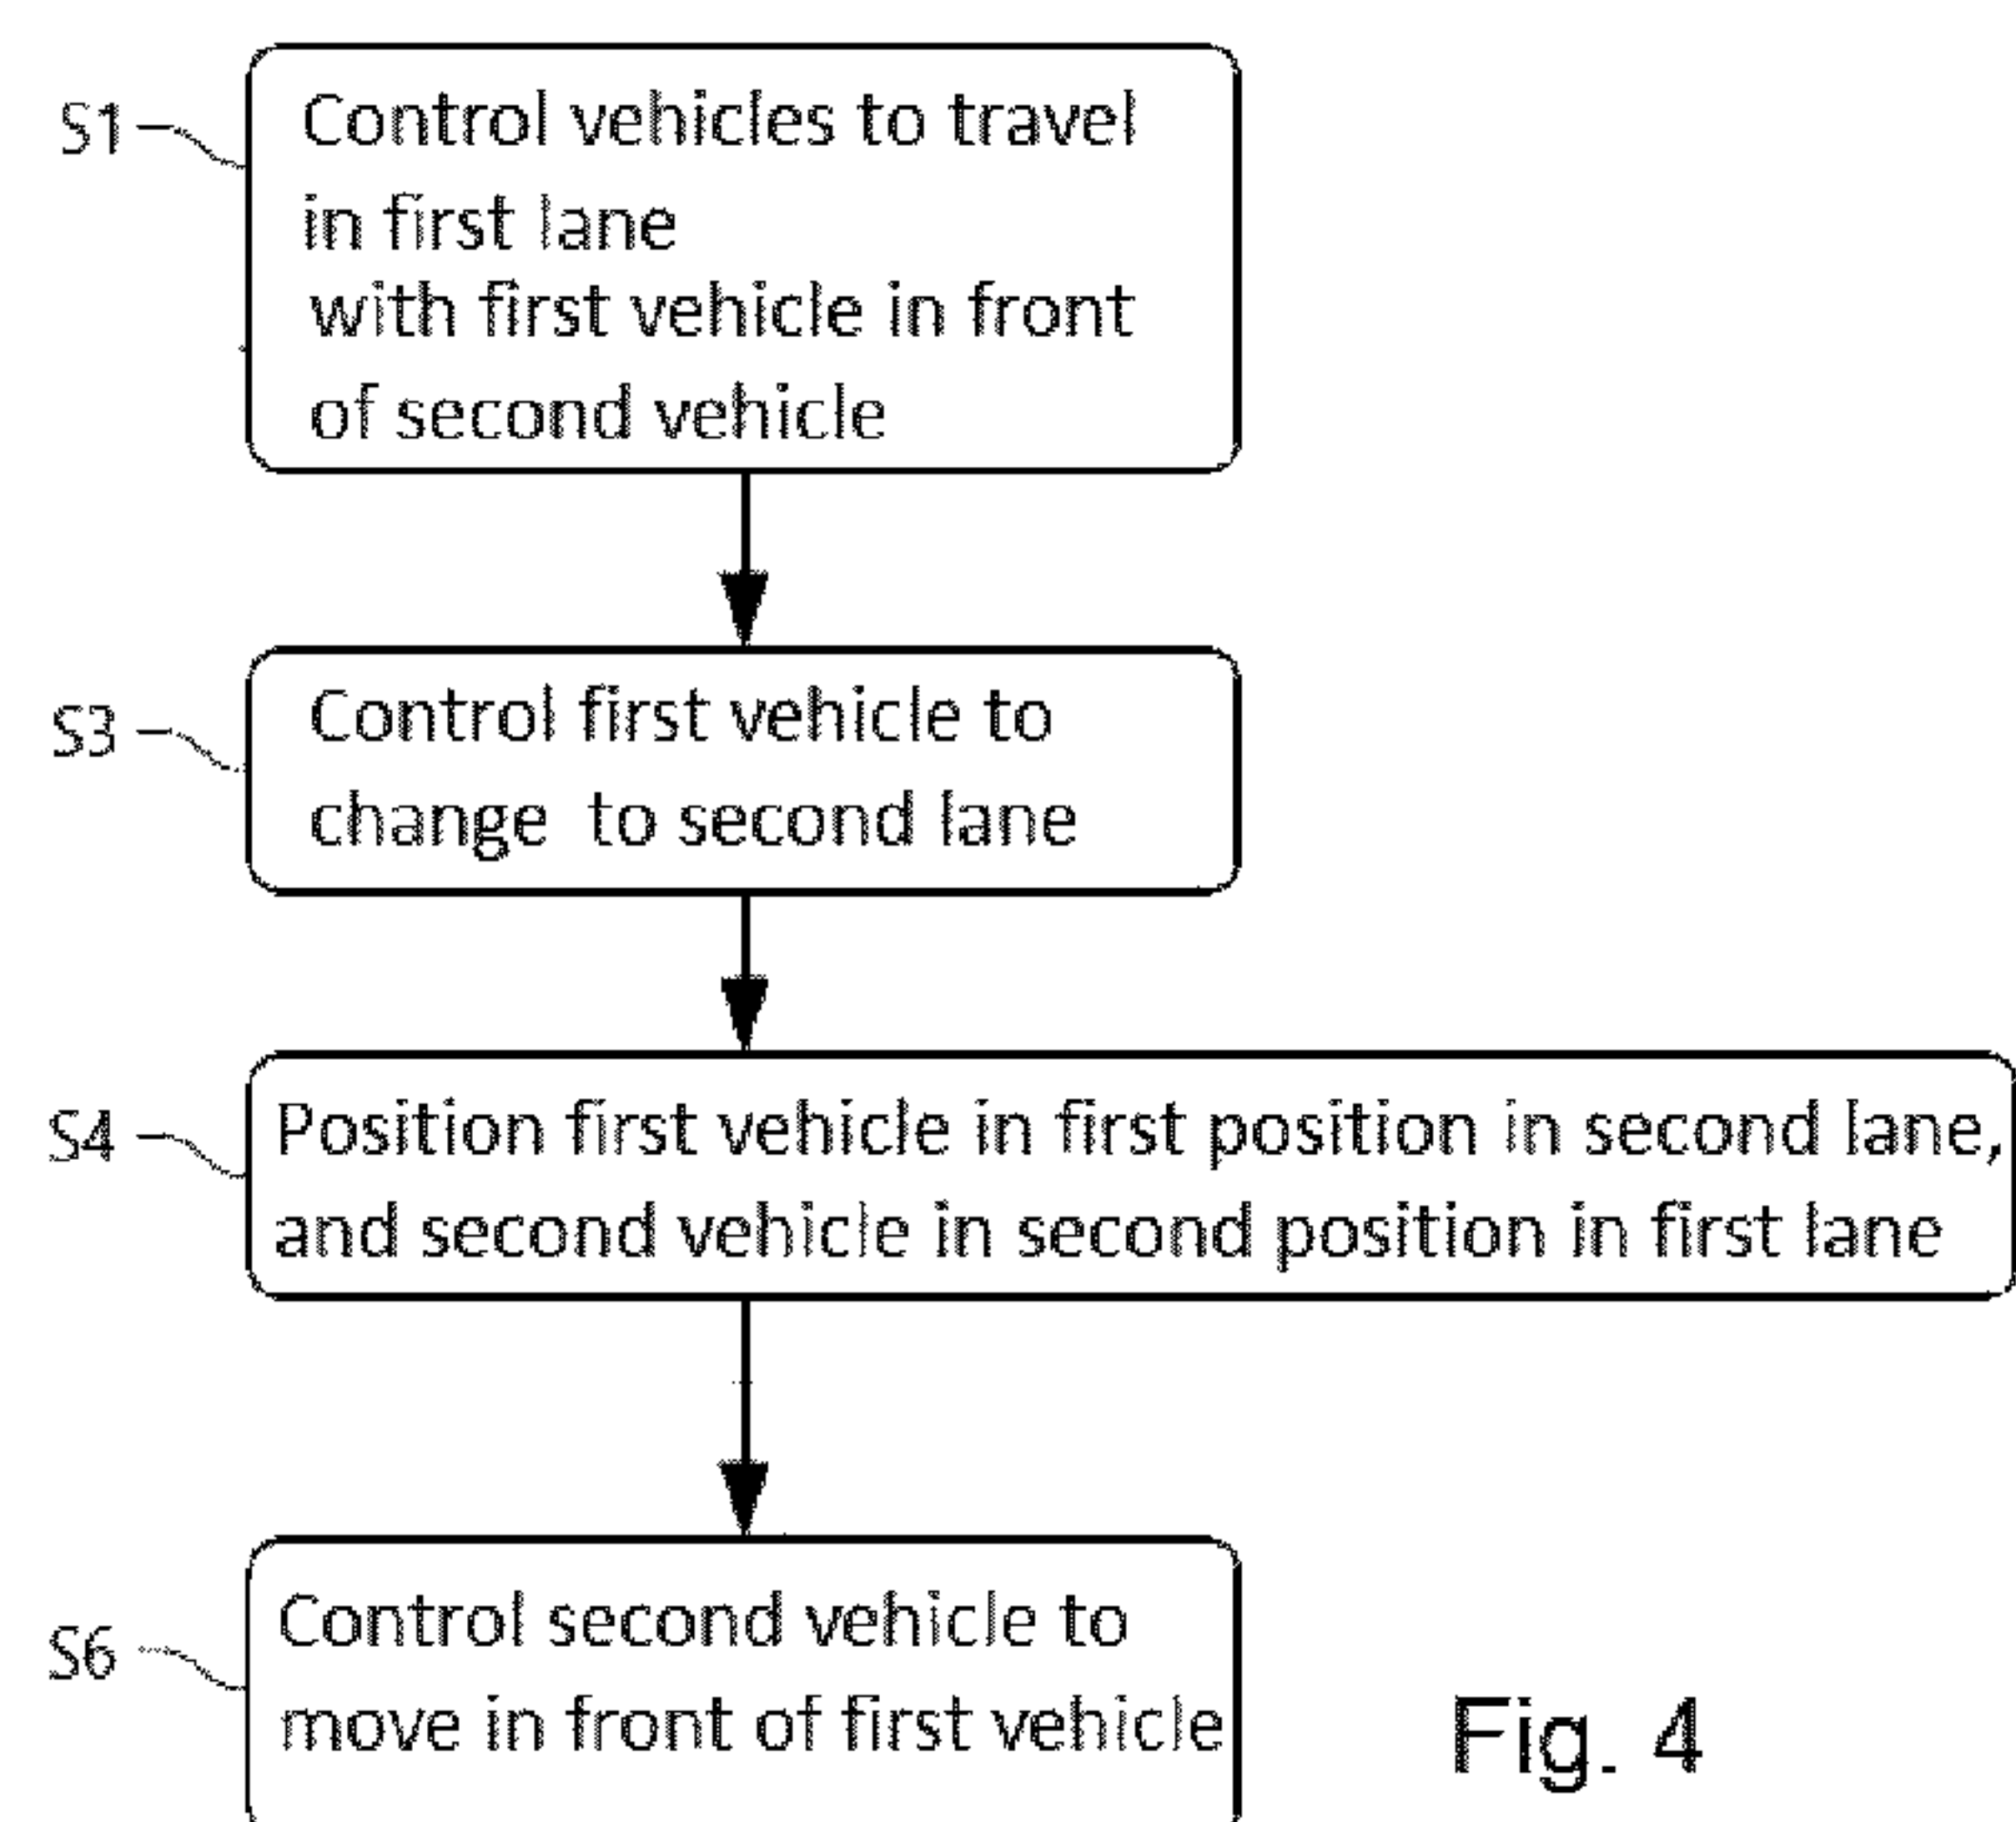 S1
Control vehicles to travel
in first lane
with first vehicle in front
of second vehicle
S3
Control first vehicle to
change to second lane
S4
Position first vehicle in first position in second lane,
and second vehicle in second position in first lane
S6
Control second vehicle to
move in front of first vehicle
Fig. 4